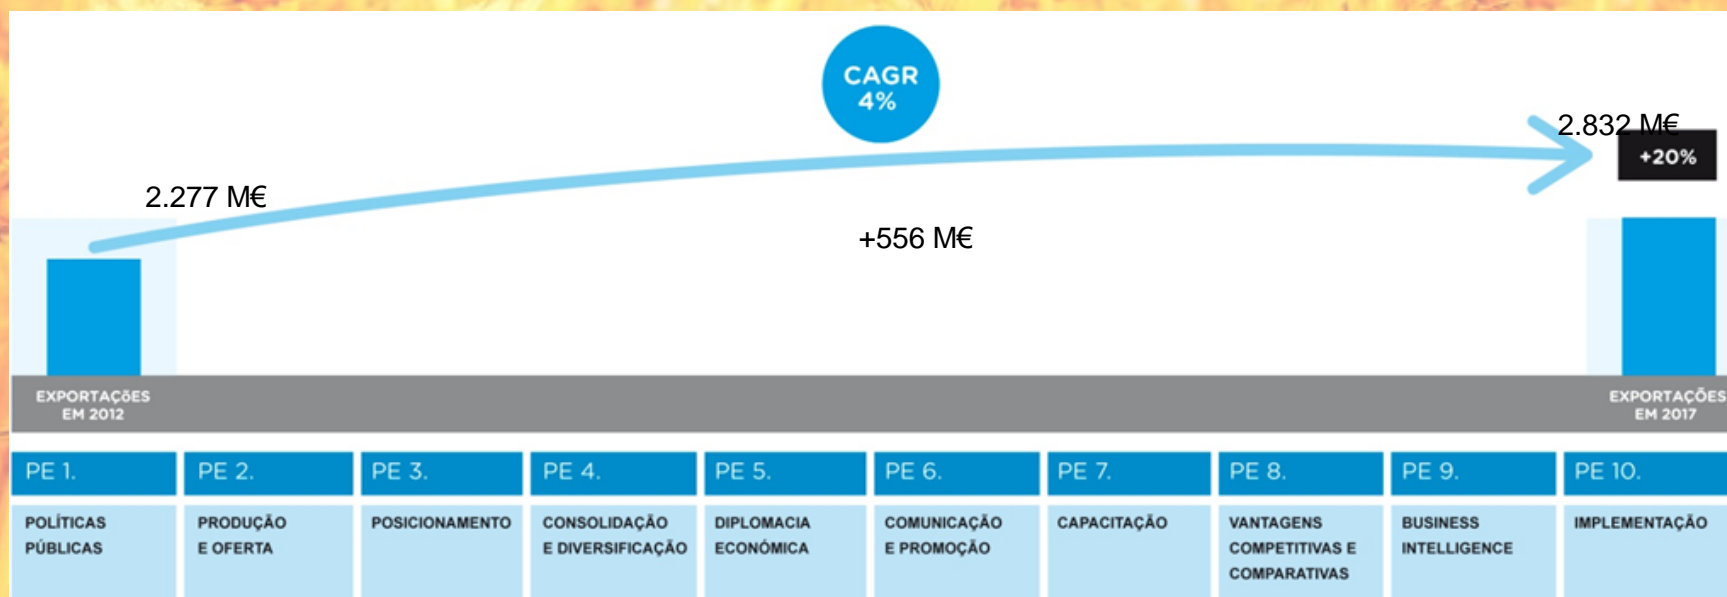 CAGR
4%
2.832 M€
+20%
2.277 M€
+556 M€
EXPORTAÇõES
EM 2012
EXPORTAÇÕES
EM 2017
PE 1.
PE 2.
PE 3.
PE 4.
PE 5.
PE 6.
PE 7.
PE 8.
PE 9.
PE 10.
POLÍTICAS
PÚBLICAS
PRODUÇÃO
E OFERTA
POSICIONAMENTO
CONSOLIDAÇÃO
E DIVERSIFICAÇÃO
DIPLOMACIA
ECONÓMICA
COMUNICAÇÃO
E PROMOÇÃO
CAPACITAÇÃO
VANTAGENS
COMPETITIVAS E
COMPARATIVAS
BUSINESS
INTELLIGENCE
IMPLEMENTAÇÃO